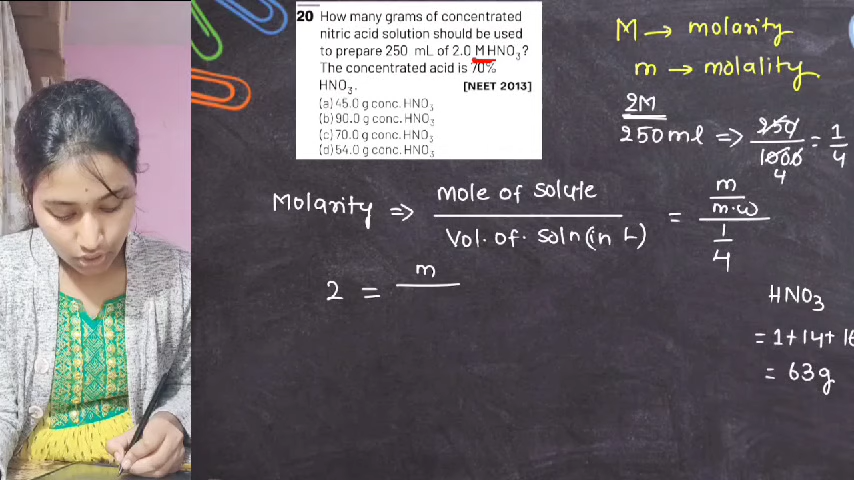 20 How many grams of concentrated
nitric acid solution should be used
to prepare 250 mL of 2.0 M HNO₃?
The concentrated acid is 70%
HNO₃. [NEET 2013]
(a) 45.0 g conc. HNO₃
(b) 90.0 g conc. HNO₃
(c) 70.0 g conc. HNO₃
(d) 54.0 g conc. HNO₃
M → molarity
m → molality
2M
250 ml => 250/1000 = 1/4
4
Molarity => mole of solute / Vol. of. soln (in L) = m/m.w / 1/4
2 = m
HNO₃
= 1 + 14 + 16
= 63 g